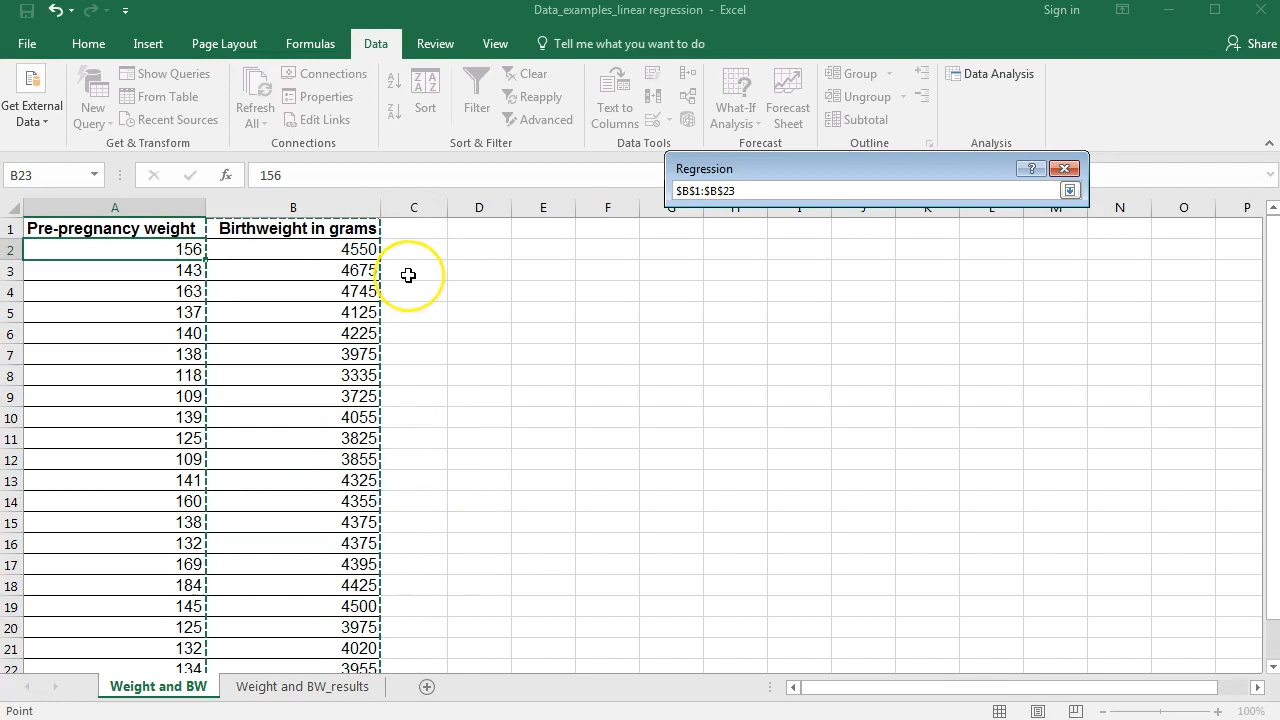 Data_examples_linear regression - Excel
Sign in
File Home Insert Page Layout Formulas Data Review View Tell me what you want to do Share
Get External Data
New Query
Show Queries
From Table
Recent Sources
Get & Transform
Refresh All
Connections
Properties
Edit Links
Connections
Sort
Filter
Clear
Reapply
Advanced
Sort & Filter
Text to Columns
Data Tools
What-If Analysis
Forecast Sheet
Forecast
Group
Ungroup
Subtotal
Outline
Data Analysis
Analysis
B23 fx 156
Regression
$B$1:$B$23
A B C D E F G H I J K L M N O P
1 Pre-pregnancy weight Birthweight in grams
2 156 4550
3 143 4675
4 163 4745
5 137 4125
6 140 4225
7 138 3975
8 118 3335
9 109 3725
10 139 4055
11 125 3825
12 109 3855
13 141 4325
14 160 4355
15 138 4375
16 132 4375
17 169 4395
18 184 4425
19 145 4500
20 125 3975
21 132 4020
22 134 3955
Weight and BW Weight and BW_results
Point
100%